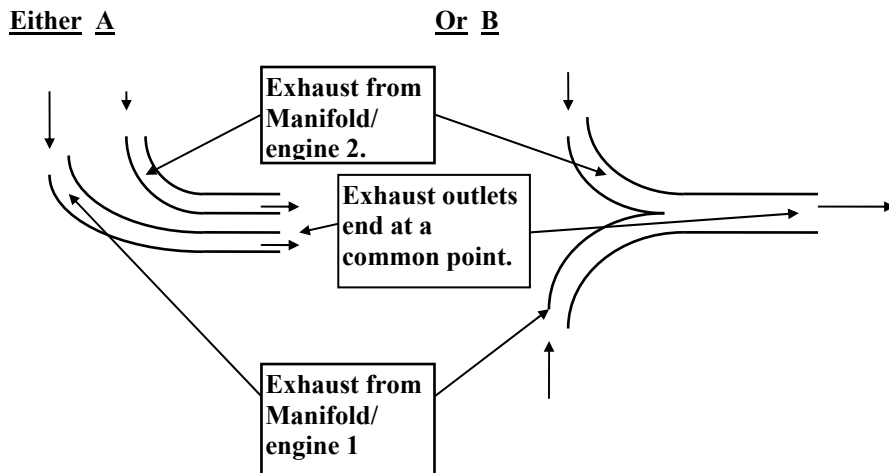 Either A
Or B
Exhaust from
Manifold/
engine 2.
Exhaust outlets
end at a
common point.
Exhaust from
Manifold/
engine 1